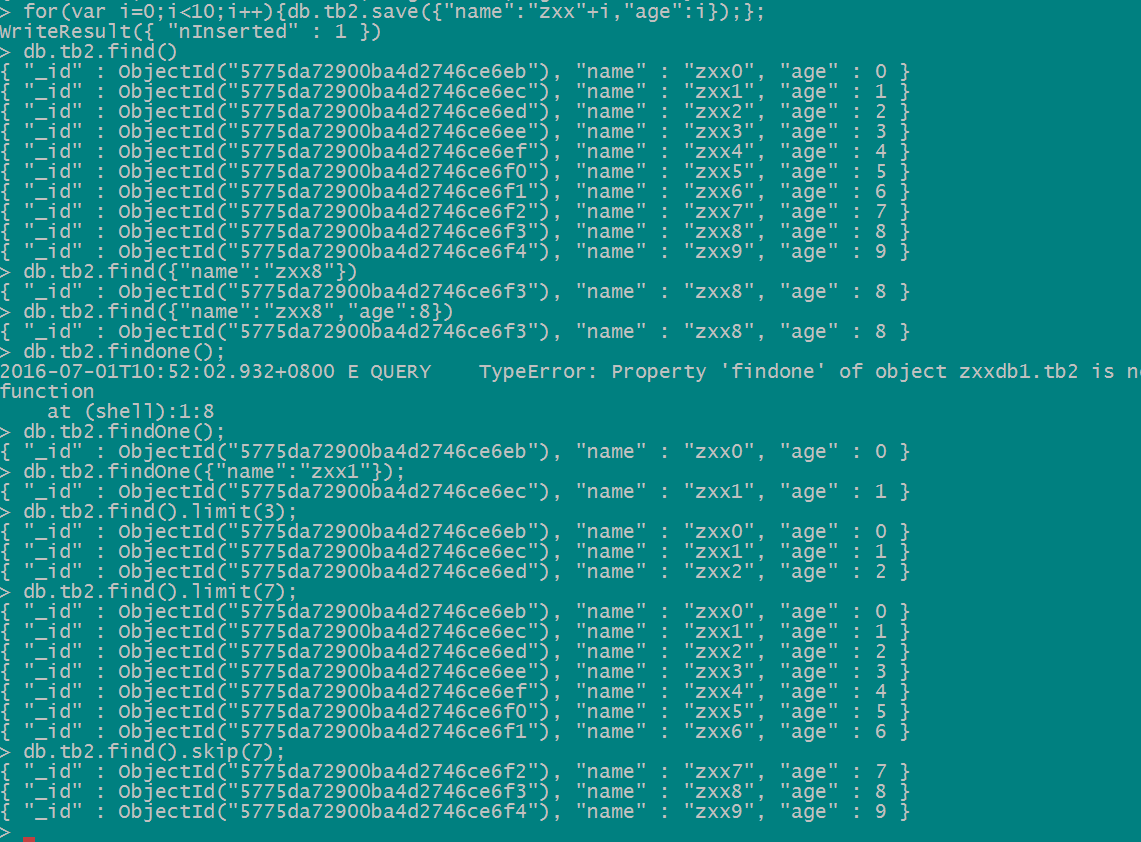 > for(var i=0;i<10;i++){db.tb2.save({"name":"zxx"+i,"age":i});};
WriteResult({ "nInserted" : 1 })
> db.tb2.find()
{ "_id" : ObjectId("5775da72900ba4d2746ce6eb"), "name" : "zxx0", "age" : 0 }
{ "_id" : ObjectId("5775da72900ba4d2746ce6ec"), "name" : "zxx1", "age" : 1 }
{ "_id" : ObjectId("5775da72900ba4d2746ce6ed"), "name" : "zxx2", "age" : 2 }
{ "_id" : ObjectId("5775da72900ba4d2746ce6ee"), "name" : "zxx3", "age" : 3 }
{ "_id" : ObjectId("5775da72900ba4d2746ce6ef"), "name" : "zxx4", "age" : 4 }
{ "_id" : ObjectId("5775da72900ba4d2746ce6f0"), "name" : "zxx5", "age" : 5 }
{ "_id" : ObjectId("5775da72900ba4d2746ce6f1"), "name" : "zxx6", "age" : 6 }
{ "_id" : ObjectId("5775da72900ba4d2746ce6f2"), "name" : "zxx7", "age" : 7 }
{ "_id" : ObjectId("5775da72900ba4d2746ce6f3"), "name" : "zxx8", "age" : 8 }
{ "_id" : ObjectId("5775da72900ba4d2746ce6f4"), "name" : "zxx9", "age" : 9 }
> db.tb2.find({"name":"zxx8"})
{ "_id" : ObjectId("5775da72900ba4d2746ce6f3"), "name" : "zxx8", "age" : 8 }
> db.tb2.find({"name":"zxx8","age":8})
{ "_id" : ObjectId("5775da72900ba4d2746ce6f3"), "name" : "zxx8", "age" : 8 }
> db.tb2.findone();
2016-07-01T10:52:02.932+0800 E QUERY    TypeError: Property 'findone' of object zxxdb1.tb2 is
function
    at (shell):1:8
> db.tb2.findOne();
{ "_id" : ObjectId("5775da72900ba4d2746ce6eb"), "name" : "zxx0", "age" : 0 }
> db.tb2.findOne({"name":"zxx1"});
{ "_id" : ObjectId("5775da72900ba4d2746ce6ec"), "name" : "zxx1", "age" : 1 }
> db.tb2.find().limit(3);
{ "_id" : ObjectId("5775da72900ba4d2746ce6eb"), "name" : "zxx0", "age" : 0 }
{ "_id" : ObjectId("5775da72900ba4d2746ce6ec"), "name" : "zxx1", "age" : 1 }
{ "_id" : ObjectId("5775da72900ba4d2746ce6ed"), "name" : "zxx2", "age" : 2 }
> db.tb2.find().limit(7);
{ "_id" : ObjectId("5775da72900ba4d2746ce6eb"), "name" : "zxx0", "age" : 0 }
{ "_id" : ObjectId("5775da72900ba4d2746ce6ec"), "name" : "zxx1", "age" : 1 }
{ "_id" : ObjectId("5775da72900ba4d2746ce6ed"), "name" : "zxx2", "age" : 2 }
{ "_id" : ObjectId("5775da72900ba4d2746ce6ee"), "name" : "zxx3", "age" : 3 }
{ "_id" : ObjectId("5775da72900ba4d2746ce6ef"), "name" : "zxx4", "age" : 4 }
{ "_id" : ObjectId("5775da72900ba4d2746ce6f0"), "name" : "zxx5", "age" : 5 }
{ "_id" : ObjectId("5775da72900ba4d2746ce6f1"), "name" : "zxx6", "age" : 6 }
> db.tb2.find().skip(7);
{ "_id" : ObjectId("5775da72900ba4d2746ce6f2"), "name" : "zxx7", "age" : 7 }
{ "_id" : ObjectId("5775da72900ba4d2746ce6f3"), "name" : "zxx8", "age" : 8 }
{ "_id" : ObjectId("5775da72900ba4d2746ce6f4"), "name" : "zxx9", "age" : 9 }
>